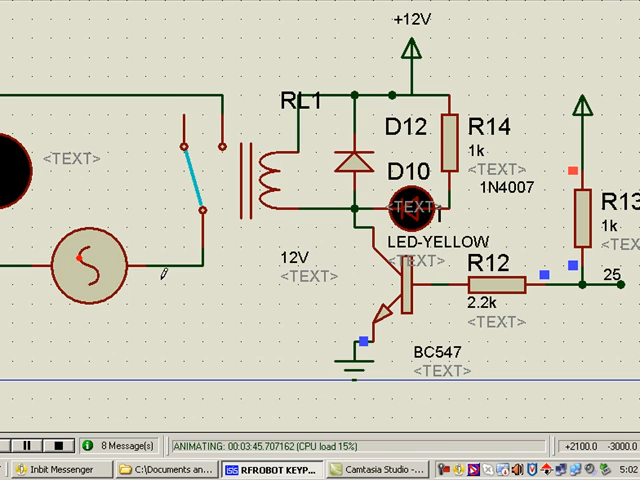 +12V
RL1
D12
R14
1k
<TEXT>
<TEXT>
D10
1N4007
<TEXT>
R13
1k
LED-YELLOW
<TEXT>
12V
<TEXT>
R12
2.2k
<TEXT>
25
BC547
<TEXT>
8 Message(s)
ANIMATING: 00:03:45.707162 (CPU load 15%)
+2100.0
-3000.0
Inbit Messenger
C:\Documents an...
ISIS
RFROBOT KEYP...
Camtasia Studio - ...
5:02